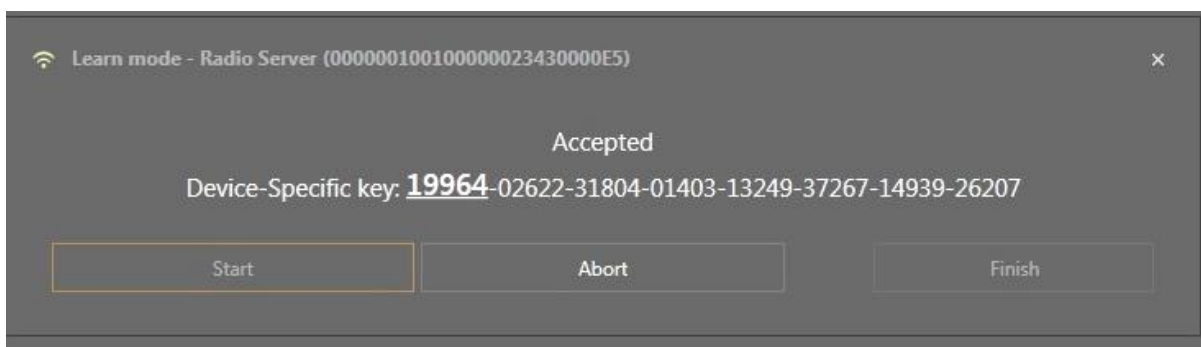 Learn mode - Radio Server (000000100100000023430000E5)
Accepted
Device-Specific key: 19964-02622-31804-01403-13249-37267-14939-26207
Start Abort Finish